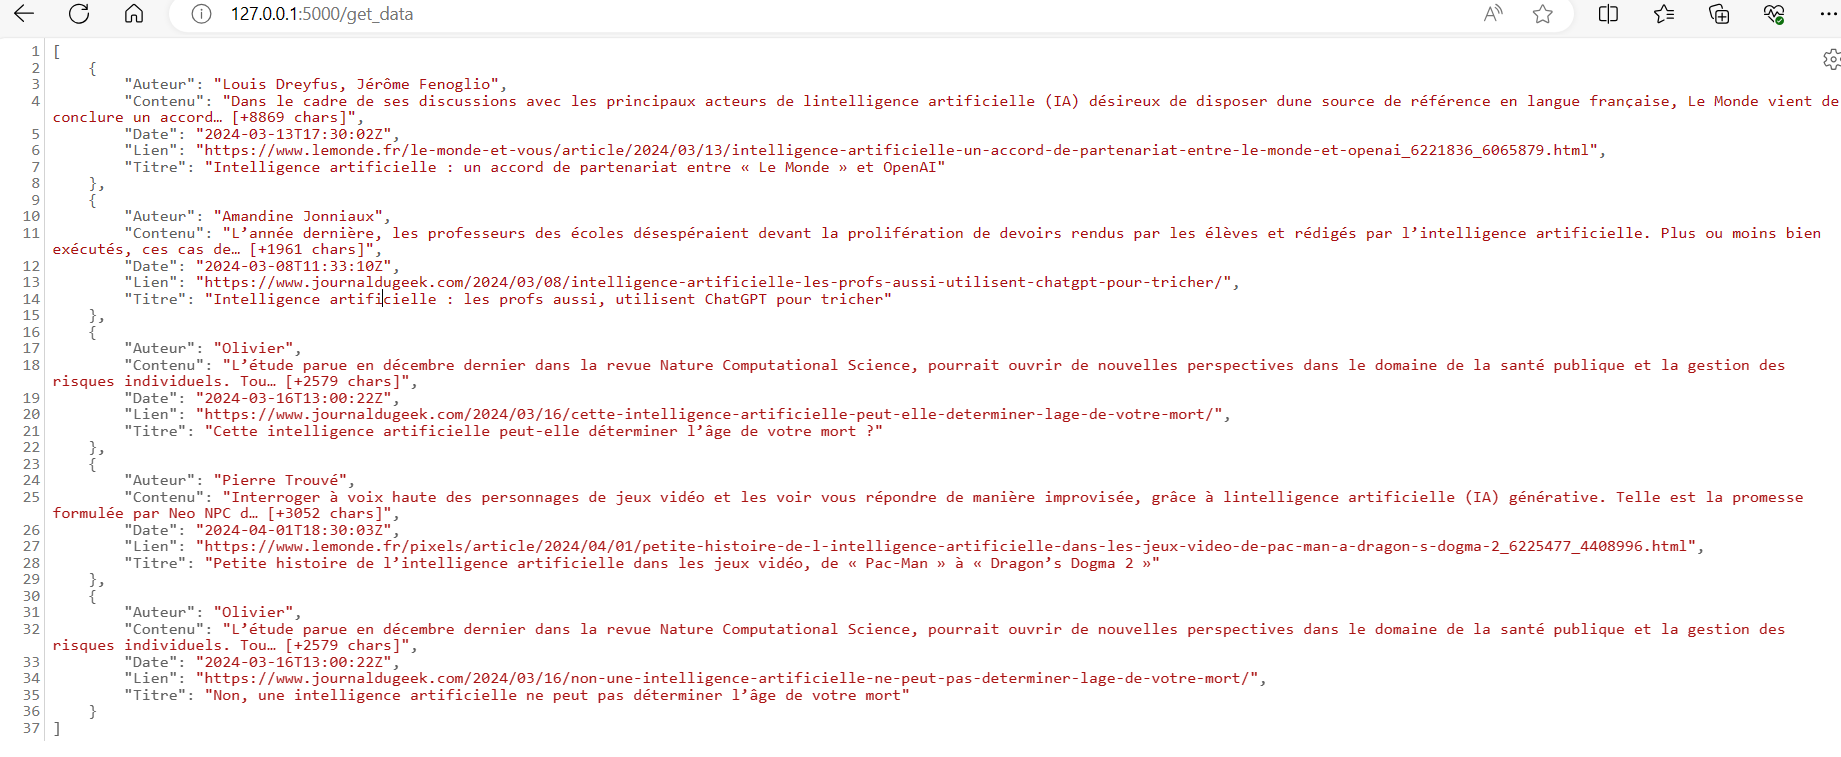 127.0.0.1:5000/get_data
1 [
2 {
3 "Auteur": "Louis Dreyfus, Jérôme Fenoglio",
4 "Contenu": "Dans le cadre de ses discussions avec les principaux acteurs de lintelligence artificielle (IA) désireux de disposer dune source de référence en langue française, Le Monde vient de
conclure un accord… [+8869 chars]",
5 "Date": "2024-03-13T17:30:02Z",
6 "Lien": "https://www.lemonde.fr/le-monde-et-vous/article/2024/03/13/intelligence-artificielle-un-accord-de-partenariat-entre-le-monde-et-openai_6221836_6065879.html",
7 "Titre": "Intelligence artificielle : un accord de partenariat entre « Le Monde » et OpenAI"
8 },
9 {
10 "Auteur": "Amandine Jonniaux",
11 "Contenu": "L’année dernière, les professeurs des écoles désespéraient devant la prolifération de devoirs rendus par les élèves et rédigés par l’intelligence artificielle. Plus ou moins bien
exécutés, ces cas de… [+1961 chars]",
12 "Date": "2024-03-08T11:33:10Z",
13 "Lien": "https://www.journaldugeek.com/2024/03/08/intelligence-artificielle-les-profs-aussi-utilisent-chatgpt-pour-tricher/",
14 "Titre": "Intelligence artificielle : les profs aussi, utilisent ChatGPT pour tricher"
15 },
16 {
17 "Auteur": "Olivier",
18 "Contenu": "L’étude parue en décembre dernier dans la revue Nature Computational Science, pourrait ouvrir de nouvelles perspectives dans le domaine de la santé publique et la gestion des
risques individuels. Tou… [+2579 chars]",
19 "Date": "2024-03-16T13:00:22Z",
20 "Lien": "https://www.journaldugeek.com/2024/03/16/cette-intelligence-artificielle-peut-elle-determiner-lage-de-votre-mort/",
21 "Titre": "Cette intelligence artificielle peut-elle déterminer l’âge de votre mort ?"
22 },
23 {
24 "Auteur": "Pierre Trouvé",
25 "Contenu": "Interroger à voix haute des personnages de jeux vidéo et les voir vous répondre de manière improvisée, grâce à lintelligence artificielle (IA) générative. Telle est la promesse
formulée par Neo NPC d… [+3052 chars]",
26 "Date": "2024-04-01T18:30:03Z",
27 "Lien": "https://www.lemonde.fr/pixels/article/2024/04/01/petite-histoire-de-l-intelligence-artificielle-dans-les-jeux-video-de-pac-man-a-dragon-s-dogma-2_6225477_4408996.html",
28 "Titre": "Petite histoire de l’intelligence artificielle dans les jeux vidéo, de « Pac-Man » à « Dragon’s Dogma 2 »"
29 },
30 {
31 "Auteur": "Olivier",
32 "Contenu": "L’étude parue en décembre dernier dans la revue Nature Computational Science, pourrait ouvrir de nouvelles perspectives dans le domaine de la santé publique et la gestion des
risques individuels. Tou… [+2579 chars]",
33 "Date": "2024-03-16T13:00:22Z",
34 "Lien": "https://www.journaldugeek.com/2024/03/16/non-une-intelligence-artificielle-ne-peut-pas-determiner-lage-de-votre-mort/",
35 "Titre": "Non, une intelligence artificielle ne peut pas déterminer l’âge de votre mort"
36 }
37 ]